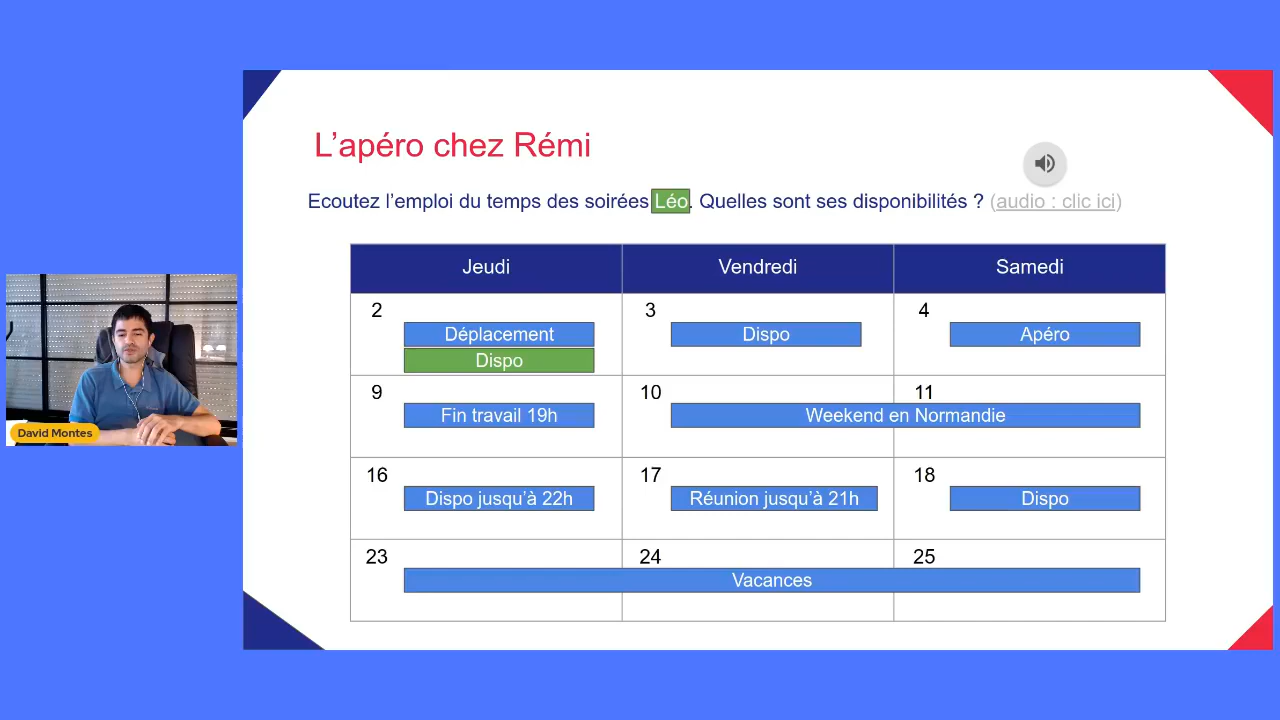 L'apéro chez Rémi
Ecoutez l'emploi du temps des soirées Léo. Quelles sont ses disponibilités ? (audio : clic ici)
Jeudi Vendredi Samedi
2 3 4
Déplacement Dispo Apéro
Dispo
9 10 11
Fin travail 19h Weekend en Normandie
16 17 18
Dispo jusqu'à 22h Réunion jusqu'à 21h Dispo
23 24 25
Vacances
David Montes